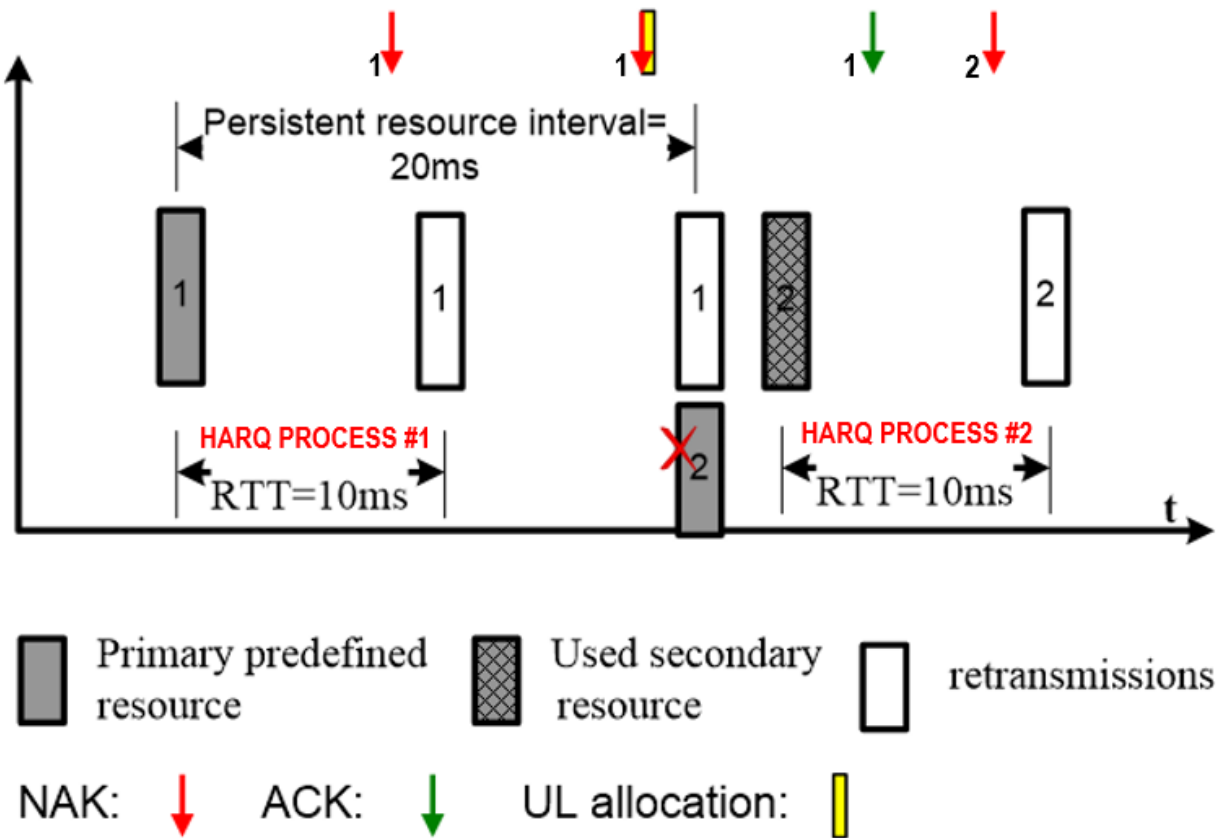 1
1
1
2
Persistent resource interval=
20ms
1
1
1
2
2
HARQ PROCESS #1
HARQ PROCESS #2
X
2
RTT=10ms
RTT=10ms
t
Primary predefined
resource
Used secondary
resource
retransmissions
NAK:
ACK:
UL allocation: